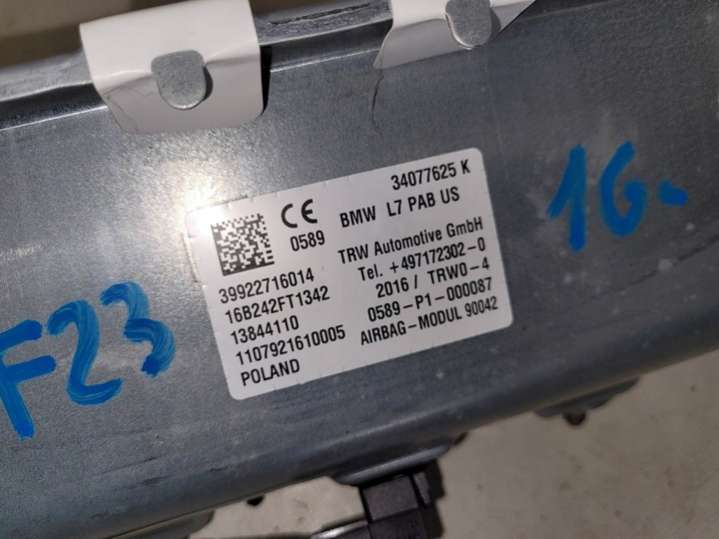 34077625 K
CE 0589
BMW L7 PAB US
39922716014
16B242FT1342
13844110
1107921610005
POLAND
TRW Automotive GmbH
Tel. +497172302-0
2016 / TRW0-4
0589-P1-000087
AIRBAG-MODUL 90042
F23
16.